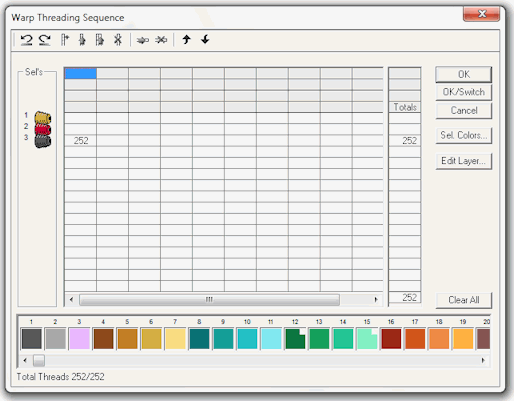 Warp Threading Sequence
Sel's
Totals
OK
OK/Switch
Cancel
1
2
3
252
252
Sel. Colors...
Edit Layer...
252
Clear All
1 2 3 4 5 6 7 8 9 10 11 12 13 14 15 16 17 18 19 20
Total Threads 252/252